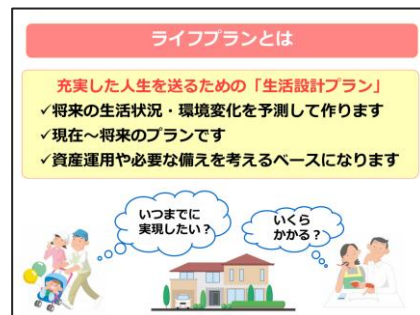 ライフプランとは
充実した人生を送るための「生活設計プラン」
✓将来の生活状況・環境変化を予測して作ります
✓現在～将来のプランです
✓資産運用や必要な備えを考えるベースになります
いつまでに
実現したい？
いくら
かかる？